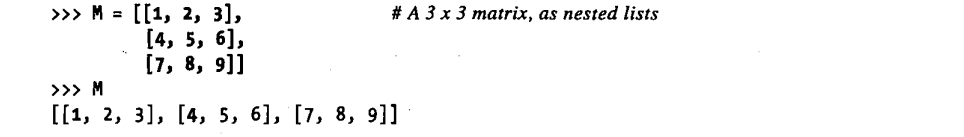 >>> M = [[1, 2, 3],                # A 3 x 3 matrix, as nested lists
         [4, 5, 6],
         [7, 8, 9]]
>>> M
[[1, 2, 3], [4, 5, 6], [7, 8, 9]]